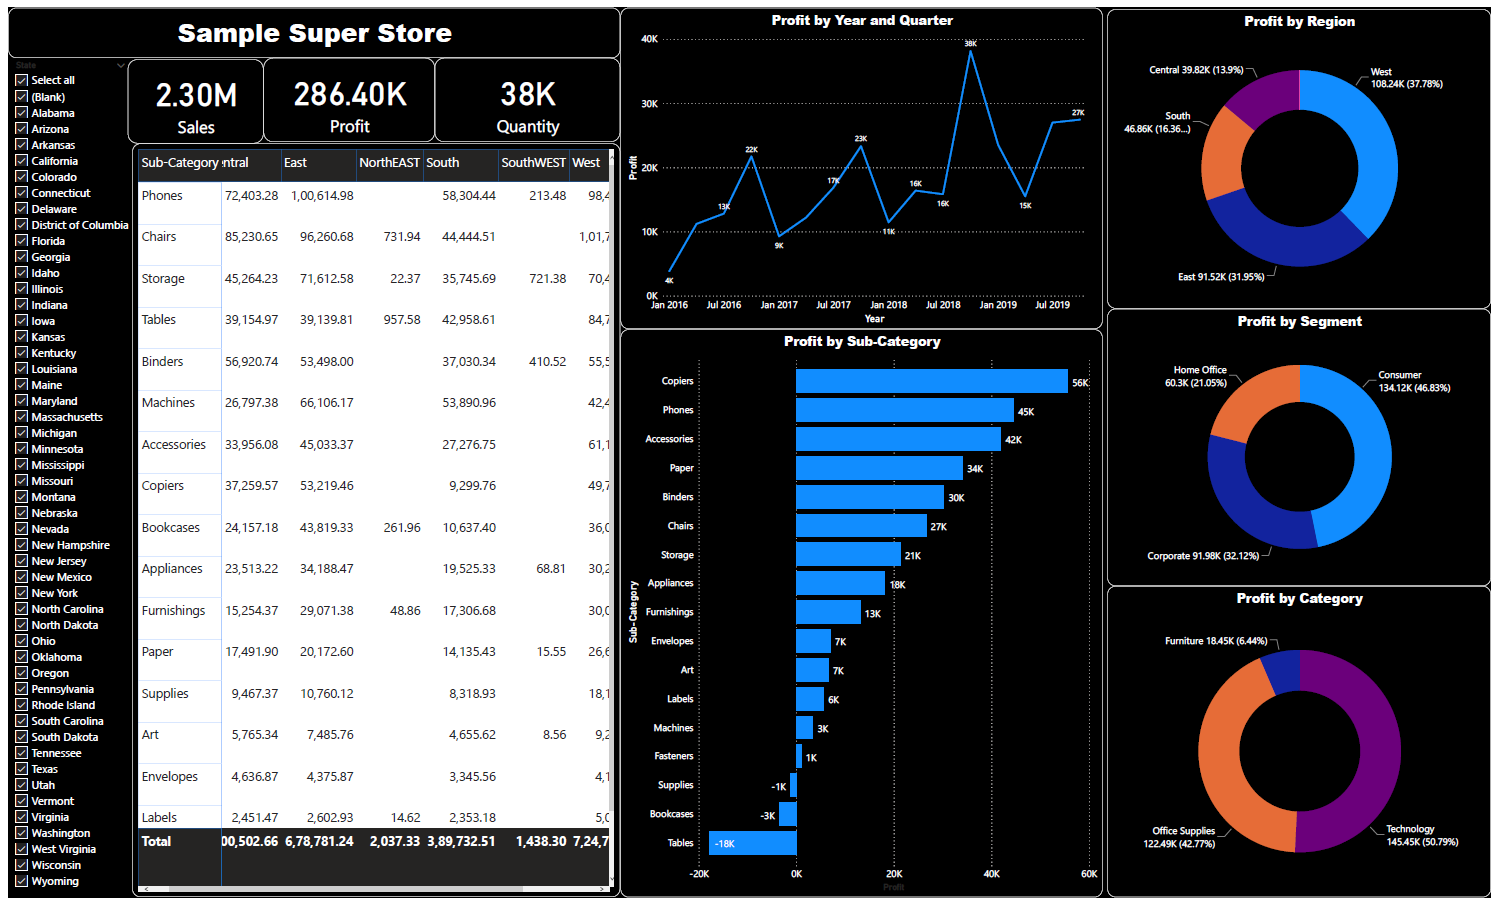 Sample Super Store
State
Select all
(Blank)
Alabama
Arizona
Arkansas
California
Colorado
Connecticut
Delaware
District of Columbia
Florida
Georgia
Idaho
Illinois
Indiana
Iowa
Kansas
Kentucky
Louisiana
Maine
Maryland
Massachusetts
Michigan
Minnesota
Mississippi
Missouri
Montana
Nebraska
Nevada
New Hampshire
New Jersey
New Mexico
New York
North Carolina
North Dakota
Ohio
Oklahoma
Oregon
Pennsylvania
Rhode Island
South Carolina
South Dakota
Tennessee
Texas
Utah
Vermont
Virginia
Washington
West Virginia
Wisconsin
Wyoming
2.30M
Sales
286.40K
Profit
38K
Quantity
Sub-Category ntral East NorthEAST South SouthWEST West
Phones 72,403.28 1,00,614.98 58,304.44 213.48 98,4
Chairs 85,230.65 96,260.68 731.94 44,444.51 1,01,7
Storage 45,264.23 71,612.58 22.37 35,745.69 721.38 70,4
Tables 39,154.97 39,139.81 957.58 42,958.61 84,7
Binders 56,920.74 53,498.00 37,030.34 410.52 55,5
Machines 26,797.38 66,106.17 53,890.96 42,4
Accessories 33,956.08 45,033.37 27,276.75 61,1
Copiers 37,259.57 53,219.46 9,299.76 49,7
Bookcases 24,157.18 43,819.33 261.96 10,637.40 36,0
Appliances 23,513.22 34,188.47 19,525.33 68.81 30,2
Furnishings 15,254.37 29,071.38 48.86 17,306.68 30,0
Paper 17,491.90 20,172.60 14,135.43 15.55 26,6
Supplies 9,467.37 10,760.12 8,318.93 18,1
Art 5,765.34 7,485.76 4,655.62 8.56 9,2
Envelopes 4,636.87 4,375.87 3,345.56 4,1
Labels 2,451.47 2,602.93 14.62 2,353.18 5,0
Total 00,502.66 6,78,781.24 2,037.33 3,89,732.51 1,438.30 7,24,7
Profit by Year and Quarter
Profit
40K
30K
20K
10K
0K
4K
13K
22K
9K
17K
23K
11K
16K
16K
38K
15K
27K
Jan 2016 Jul 2016 Jan 2017 Jul 2017 Jan 2018 Jul 2018 Jan 2019 Jul 2019
Year
Profit by Sub-Category
Sub-Category
Copiers 56K
Phones 45K
Accessories 42K
Paper 34K
Binders 30K
Chairs 27K
Storage 21K
Appliances 18K
Furnishings 13K
Envelopes 7K
Art 7K
Labels 6K
Machines 3K
Fasteners 1K
Supplies -1K
Bookcases -3K
Tables -18K
-20K 0K 20K 40K 60K
Profit
Profit by Region
Central 39.82K (13.9%)
West
108.24K (37.78%)
South
46.86K (16.36...)
East 91.52K (31.95%)
Profit by Segment
Home Office
60.3K (21.05%)
Consumer
134.12K (46.83%)
Corporate 91.98K (32.12%)
Profit by Category
Furniture 18.45K (6.44%)
Office Supplies
122.49K (42.77%)
Technology
145.45K (50.79%)